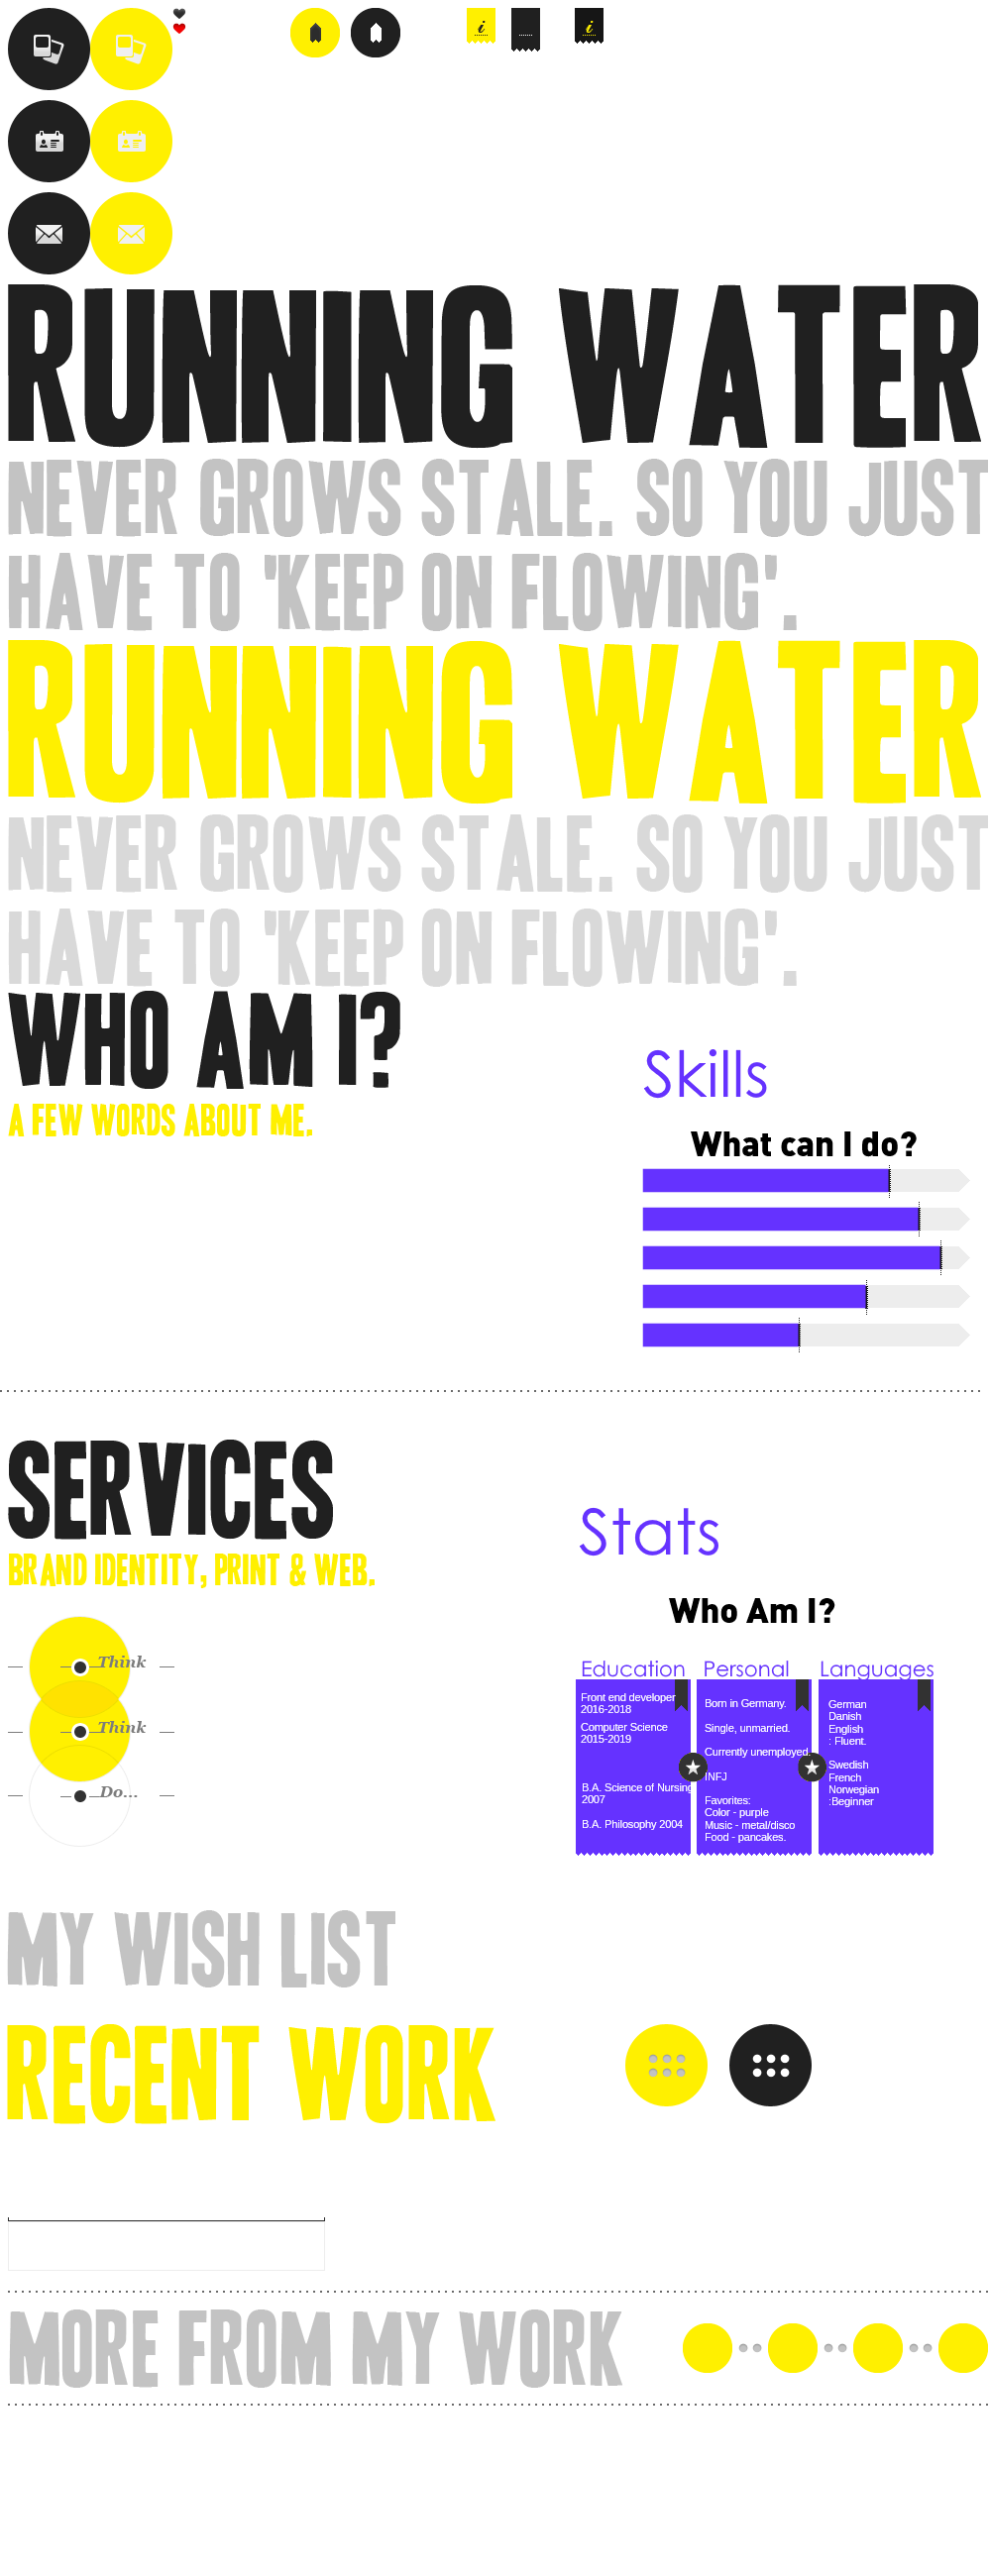 i
i
RUNNING WATER
NEVER GROWS STALE. SO YOU JUST
HAVE TO 'KEEP ON FLOWING'.
RUNNING WATER
NEVER GROWS STALE. SO YOU JUST
HAVE TO 'KEEP ON FLOWING'.
WHO AM I?
A FEW WORDS ABOUT ME.
Skills
What can I do?
SERVICES
BRAND IDENTITY, PRINT & WEB.
Think
Think
Do...
Stats
Who Am I?
Education
Front end developer
2016-2018
Computer Science
2015-2019
B.A. Science of Nursing
2007
B.A. Philosophy 2004
Personal
Born in Germany.
Single, unmarried.
Currently unemployed.
INFJ
Favorites:
Color - purple
Music - metal/disco
Food - pancakes.
Languages
German
Danish
English
: Fluent.
Swedish
French
Norwegian
:Beginner
MY WISH LIST
RECENT WORK
MORE FROM MY WORK